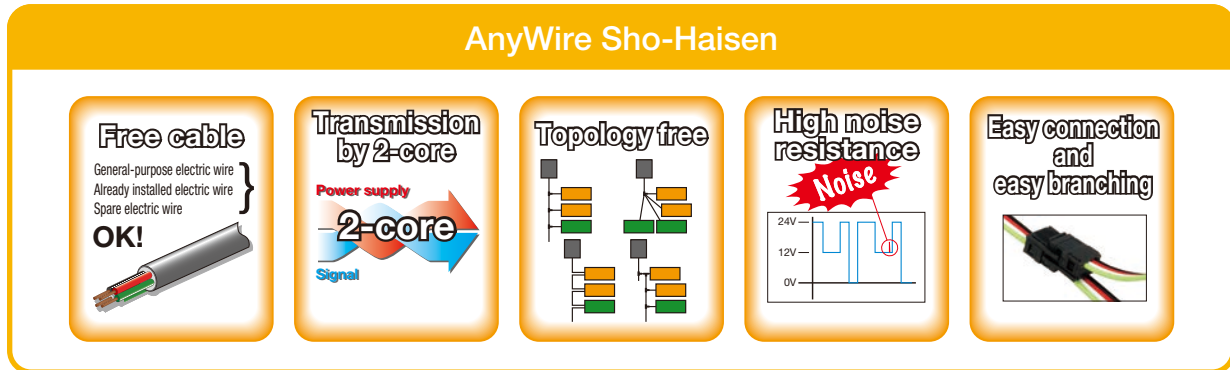 AnyWire Sho-Haisen
Free cable
General-purpose electric wire
Already installed electric wire
Spare electric wire
OK!
Transmission
by 2-core
Power supply
2-core
Signal
Topology free
High noise
resistance
Noise
24V
12V
0V
Easy connection
and
easy branching